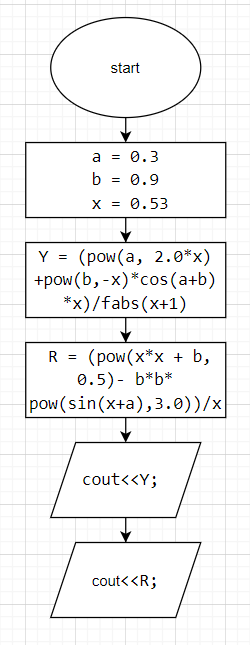 start
a = 0.3
b = 0.9
x = 0.53
Y = (pow(a, 2.0*x)
+pow(b,-x)*cos(a+b)
*x)/fabs(x+1)
R = (pow(x*x + b,
0.5)- b*b*
pow(sin(x+a),3.0))/x
cout<<Y;
cout<<R;